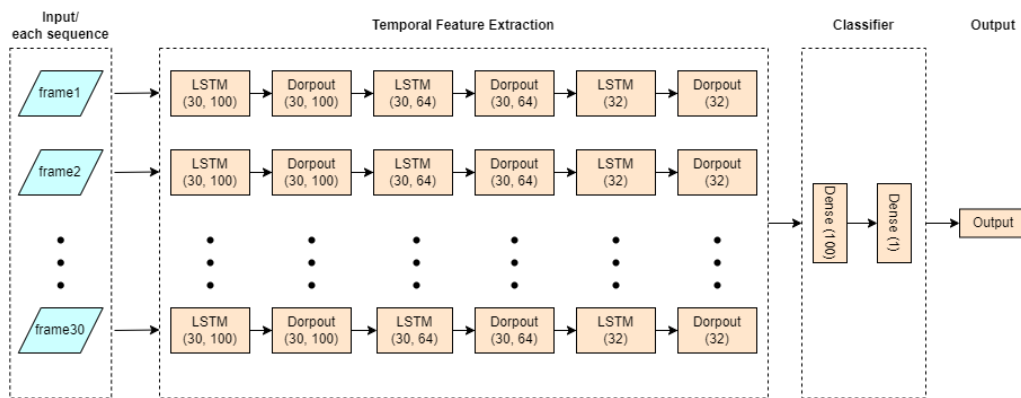 Input/
each sequence
Temporal Feature Extraction
Classifier
Output
frame1
LSTM
(30, 100)
Dorpout
(30, 100)
LSTM
(30, 64)
Dorpout
(30, 64)
LSTM
(32)
Dorpout
(32)
frame2
LSTM
(30, 100)
Dorpout
(30, 100)
LSTM
(30, 64)
Dorpout
(30, 64)
LSTM
(32)
Dorpout
(32)
frame30
LSTM
(30, 100)
Dorpout
(30, 100)
LSTM
(30, 64)
Dorpout
(30, 64)
LSTM
(32)
Dorpout
(32)
Dense (100)
Dense (1)
Output